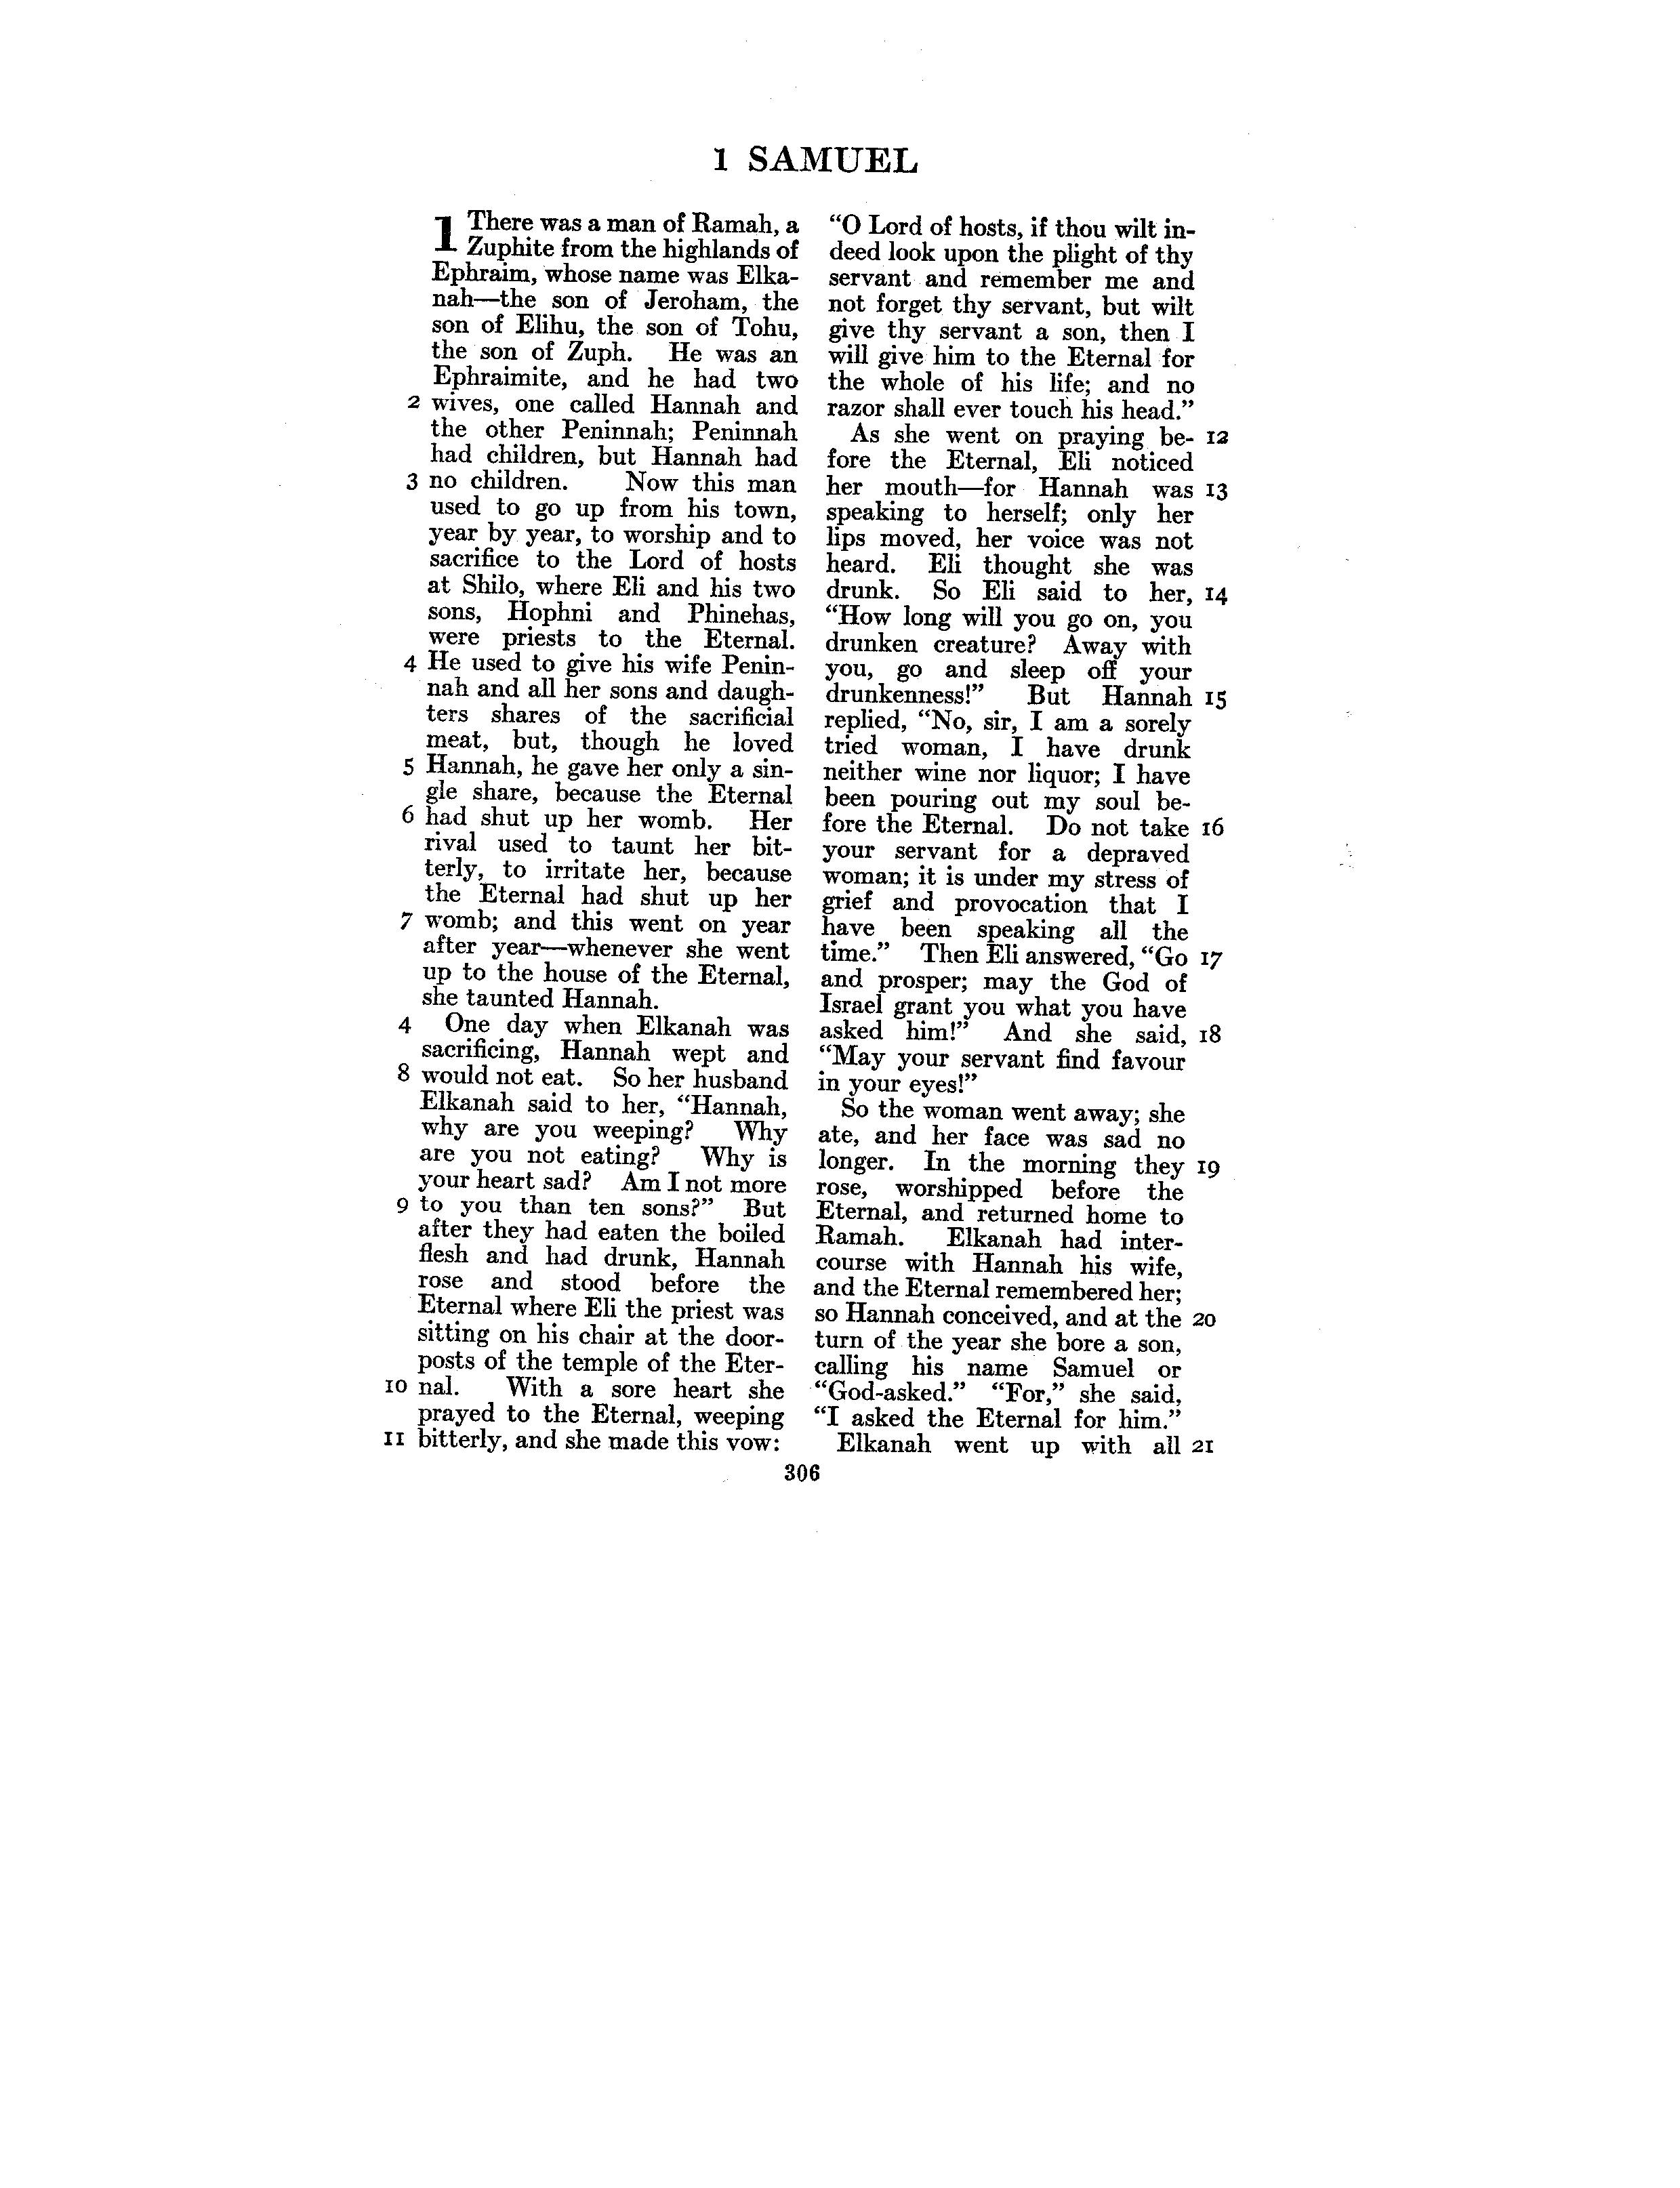 1 SAMUEL
1 There was a man of Ramah, a
Zuphite from the highlands of
Ephraim, whose name was Elka-
nah—the son of Jeroham, the
son of Elihu, the son of Tohu,
the son of Zuph. He was an
Ephraimite, and he had two
2 wives, one called Hannah and
the other Peninnah; Peninnah
had children, but Hannah had
3 no children. Now this man
used to go up from his town,
year by year, to worship and to
sacrifice to the Lord of hosts
at Shilo, where Eli and his two
sons, Hophni and Phinehas,
were priests to the Eternal.
4 He used to give his wife Penin-
nah and all her sons and daugh-
ters shares of the sacrificial
meat, but, though he loved
5 Hannah, he gave her only a sin-
gle share, because the Eternal
6 had shut up her womb. Her
rival used to taunt her bit-
terly, to irritate her, because
the Eternal had shut up her
7 womb; and this went on year
after year—whenever she went
up to the house of the Eternal,
she taunted Hannah.
4 One day when Elkanah was
sacrificing, Hannah wept and
8 would not eat. So her husband
Elkanah said to her, “Hannah,
why are you weeping? Why
are you not eating? Why is
your heart sad? Am I not more
9 to you than ten sons?” But
after they had eaten the boiled
flesh and had drunk, Hannah
rose and stood before the
Eternal where Eli the priest was
sitting on his chair at the door-
posts of the temple of the Eter-
10 nal. With a sore heart she
prayed to the Eternal, weeping
11 bitterly, and she made this vow:
“O Lord of hosts, if thou wilt in-
deed look upon the plight of thy
servant and remember me and
not forget thy servant, but wilt
give thy servant a son, then I
will give him to the Eternal for
the whole of his life; and no
razor shall ever touch his head.”
As she went on praying be- 12
fore the Eternal, Eli noticed
her mouth—for Hannah was 13
speaking to herself; only her
lips moved, her voice was not
heard. Eli thought she was
drunk. So Eli said to her, 14
“How long will you go on, you
drunken creature? Away with
you, go and sleep off your
drunkenness!” But Hannah 15
replied, “No, sir, I am a sorely
tried woman, I have drunk
neither wine nor liquor; I have
been pouring out my soul be-
fore the Eternal. Do not take 16
your servant for a depraved
woman; it is under my stress of
grief and provocation that I
have been speaking all the
time.” Then Eli answered, “Go 17
and prosper; may the God of
Israel grant you what you have
asked him!” And she said, 18
“May your servant find favour
in your eyes!”
So the woman went away; she
ate, and her face was sad no
longer. In the morning they 19
rose, worshipped before the
Eternal, and returned home to
Ramah. Elkanah had inter-
course with Hannah his wife,
and the Eternal remembered her;
so Hannah conceived, and at the 20
turn of the year she bore a son,
calling his name Samuel or
“God-asked.” “For,” she said,
“I asked the Eternal for him.”
Elkanah went up with all 21
306